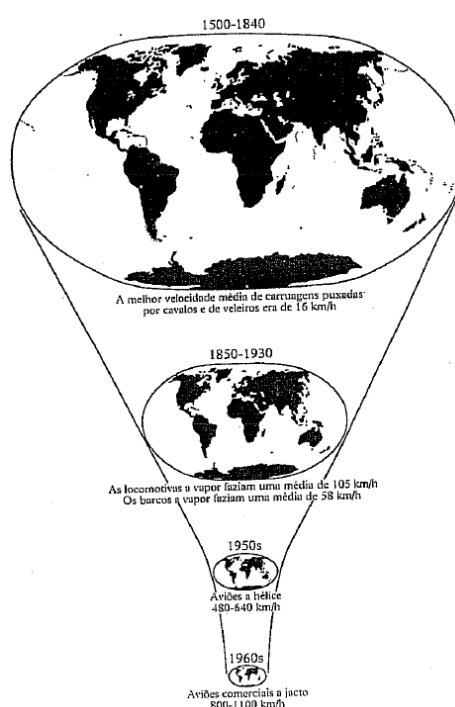 1500-1840
A melhor velocidade média de carruagens puxadas
por cavalos e de veleiros era de 16 km/h
1850-1930
As locomotivas a vapor faziam uma média de 105 km/h
Os barcos a vapor faziam uma média de 58 km/h
1950s
Aviões a hélice
480-640 km/h
1960s
Aviões comerciais a jacto
800-1100 km/h